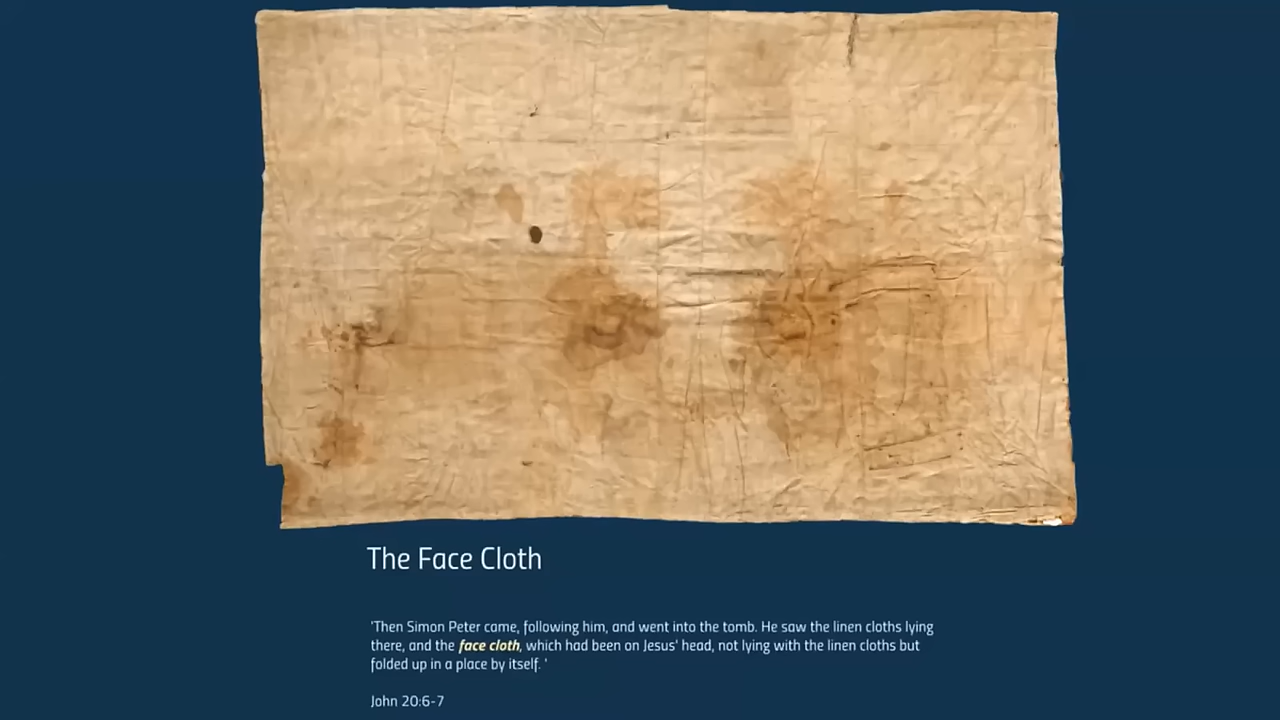 The Face Cloth
'Then Simon Peter came, following him, and went into the tomb. He saw the linen cloths lying
there, and the face cloth, which had been on Jesus' head, not lying with the linen cloths but
folded up in a place by itself. '
John 20:6-7